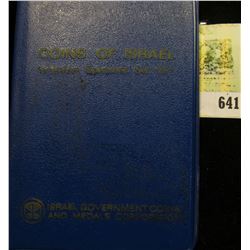 COINS OF ISRAEL
ISRAEL GOVERNMENT COINS
AND MEDALS CORPORATION
641